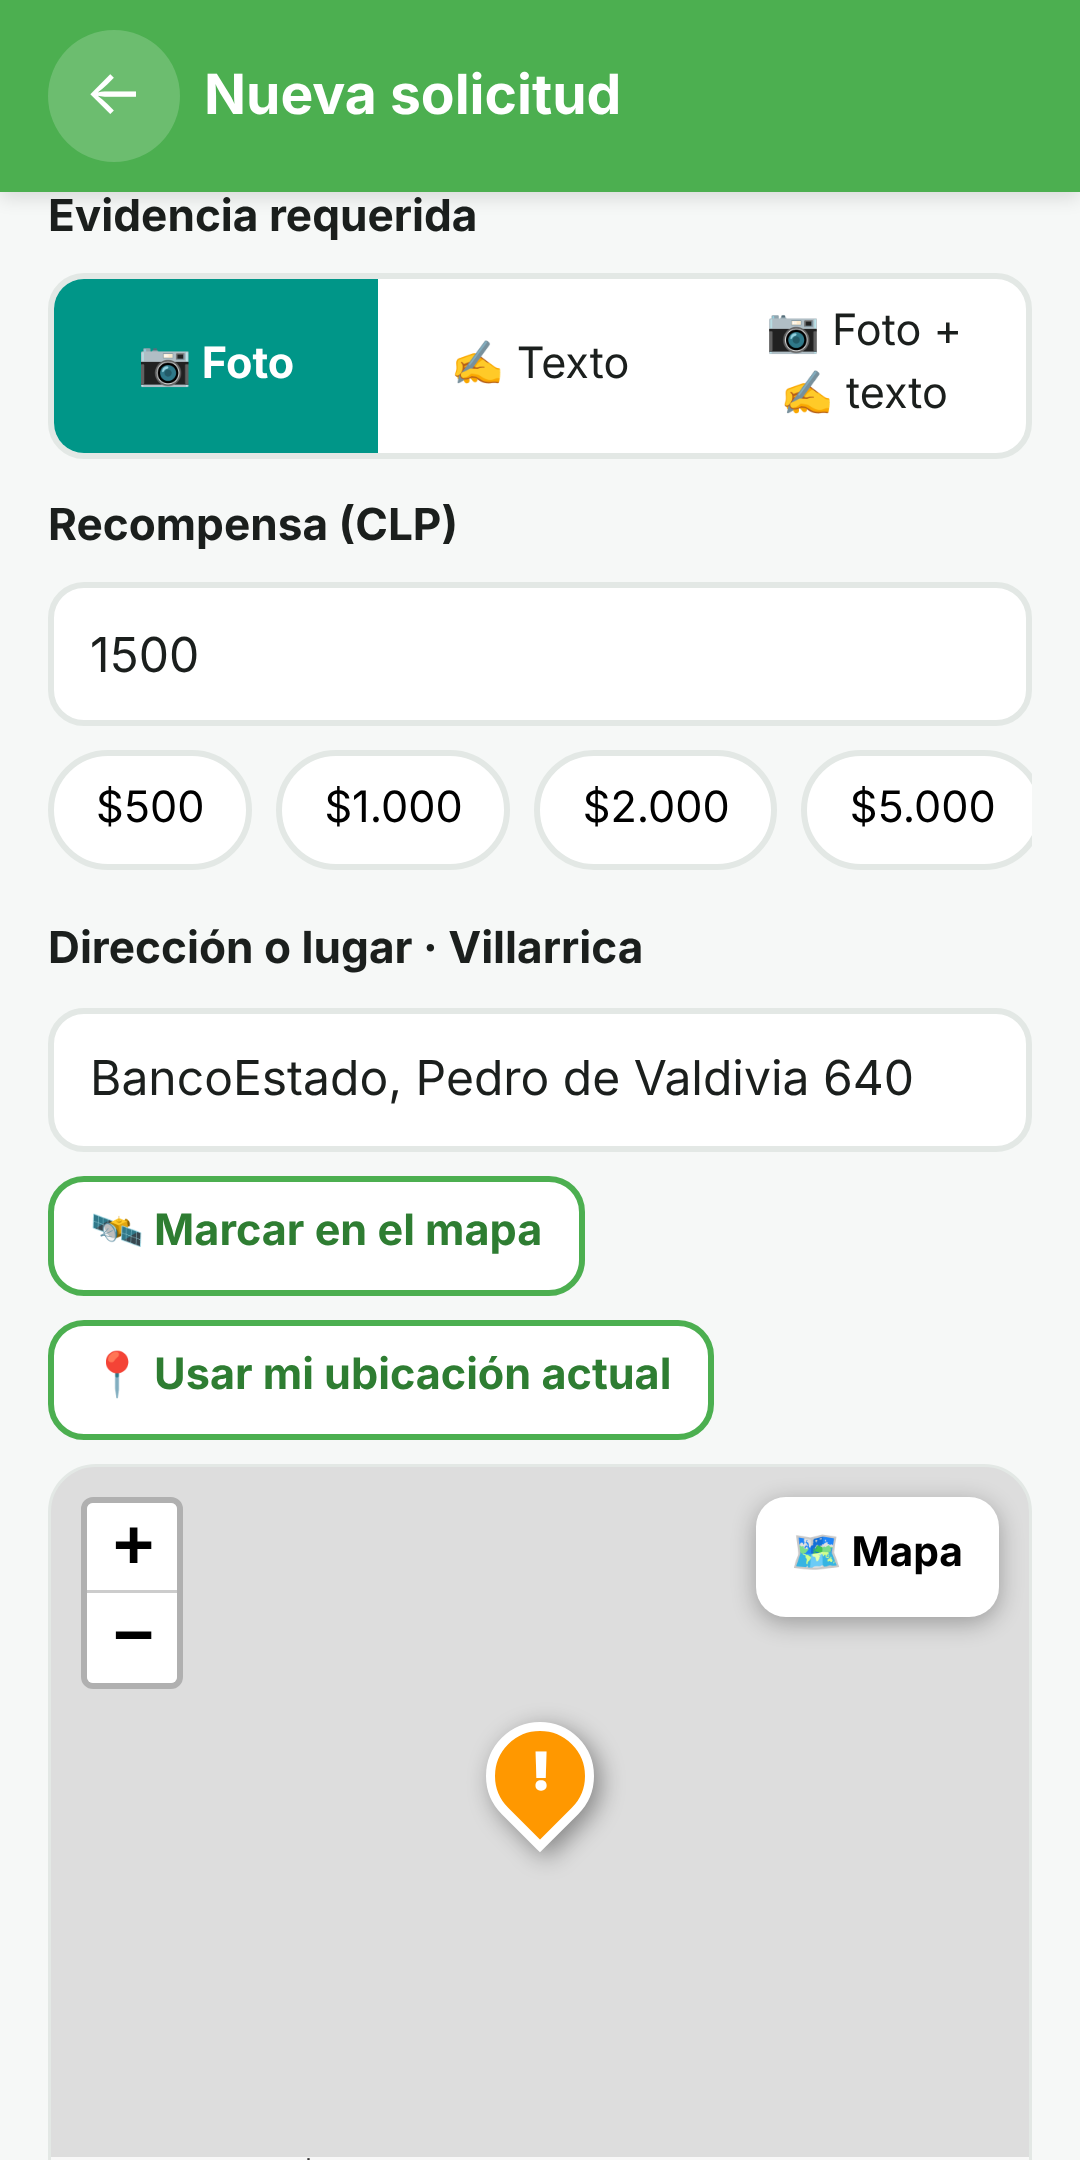 Nueva solicitud
Evidencia requerida
Foto
Texto
Foto +
texto
Recompensa (CLP)
1500
$500
$1.000
$2.000
$5.000
Dirección o lugar · Villarrica
BancoEstado, Pedro de Valdivia 640
Marcar en el mapa
Usar mi ubicación actual
+
−
Mapa
!